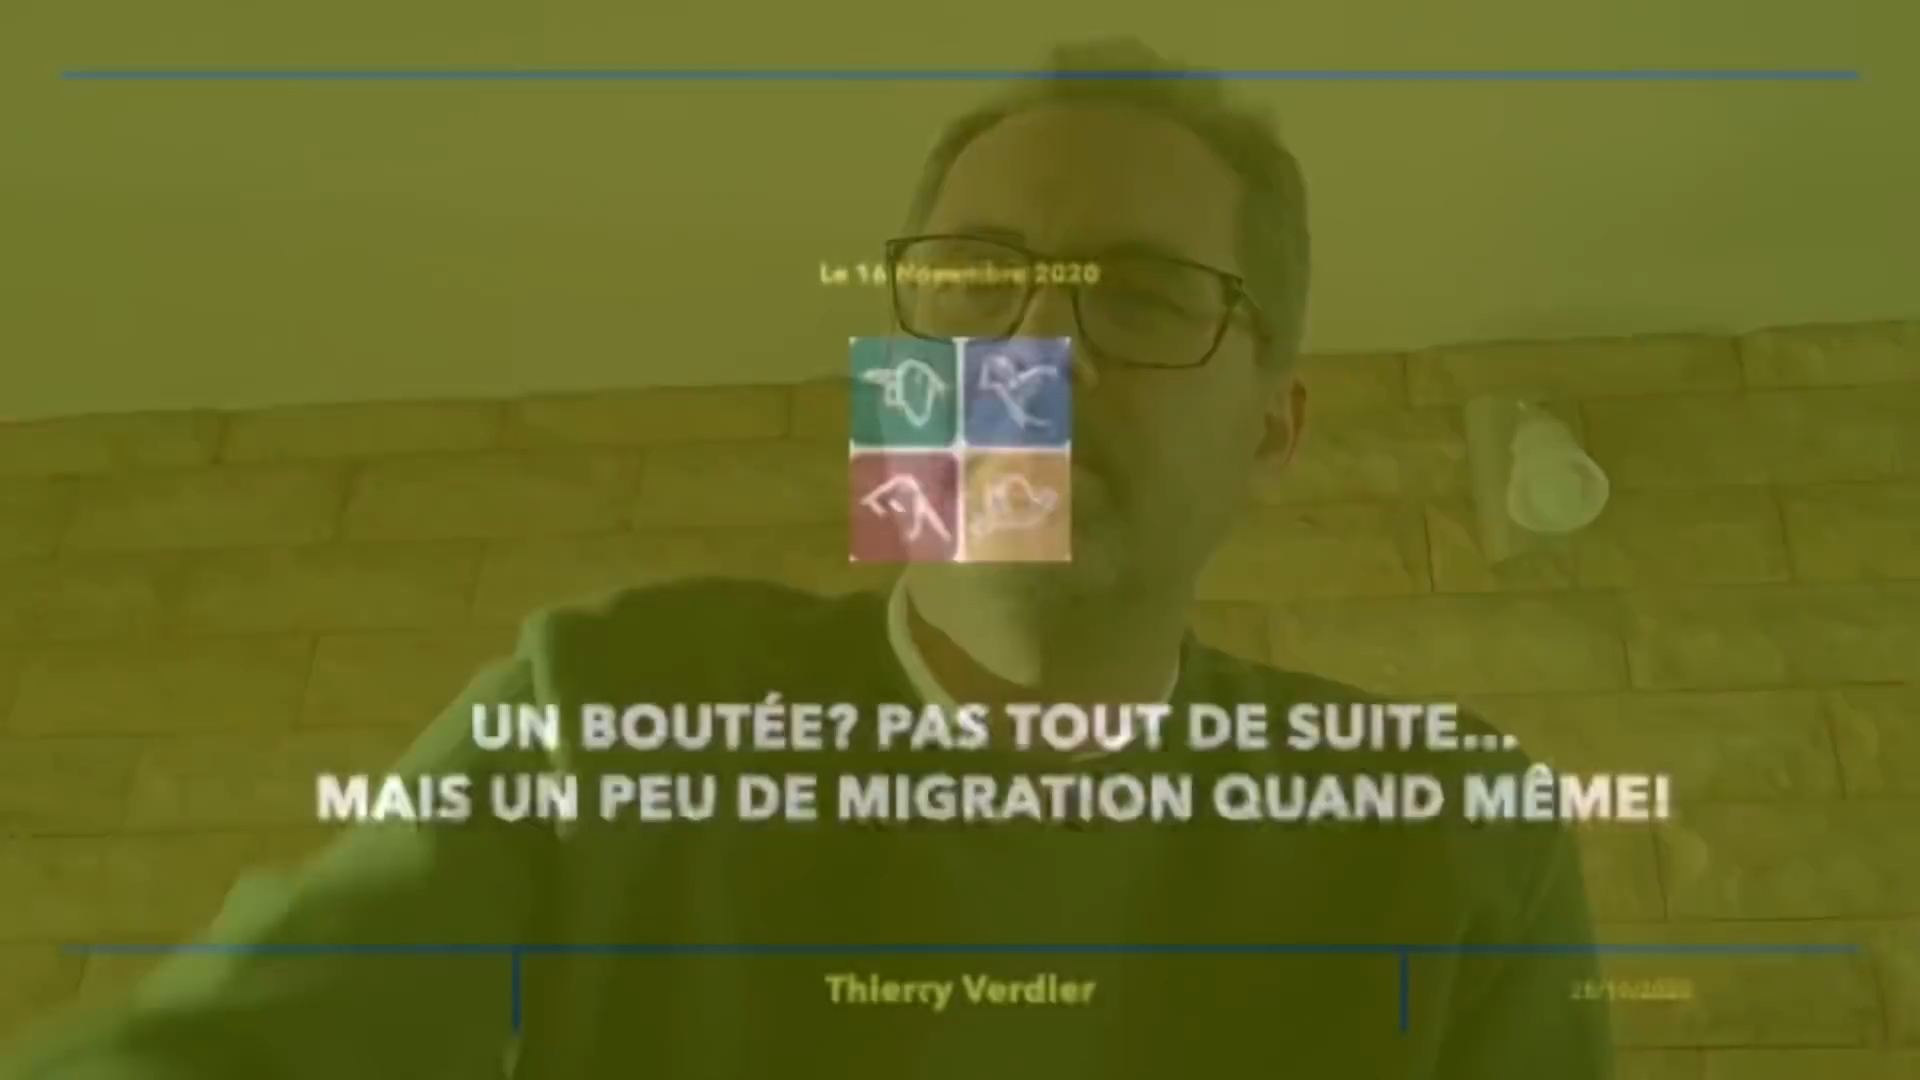 Le 16 Novembre 2020
UN BOUTÉE? PAS TOUT DE SUITE...
MAIS UN PEU DE MIGRATION QUAND MÊME!
Thierry Verdier